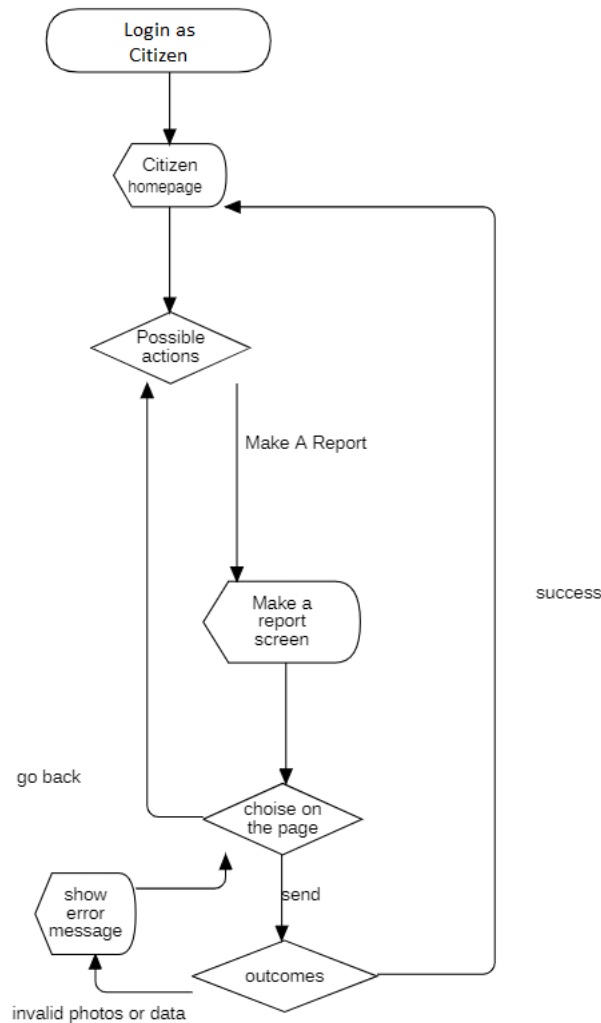 Login as
Citizen
Citizen
homepage
Possible
actions
Make A Report
Make a
report
screen
success
go back
choise on
the page
show
error
message
send
outcomes
invalid photos or data